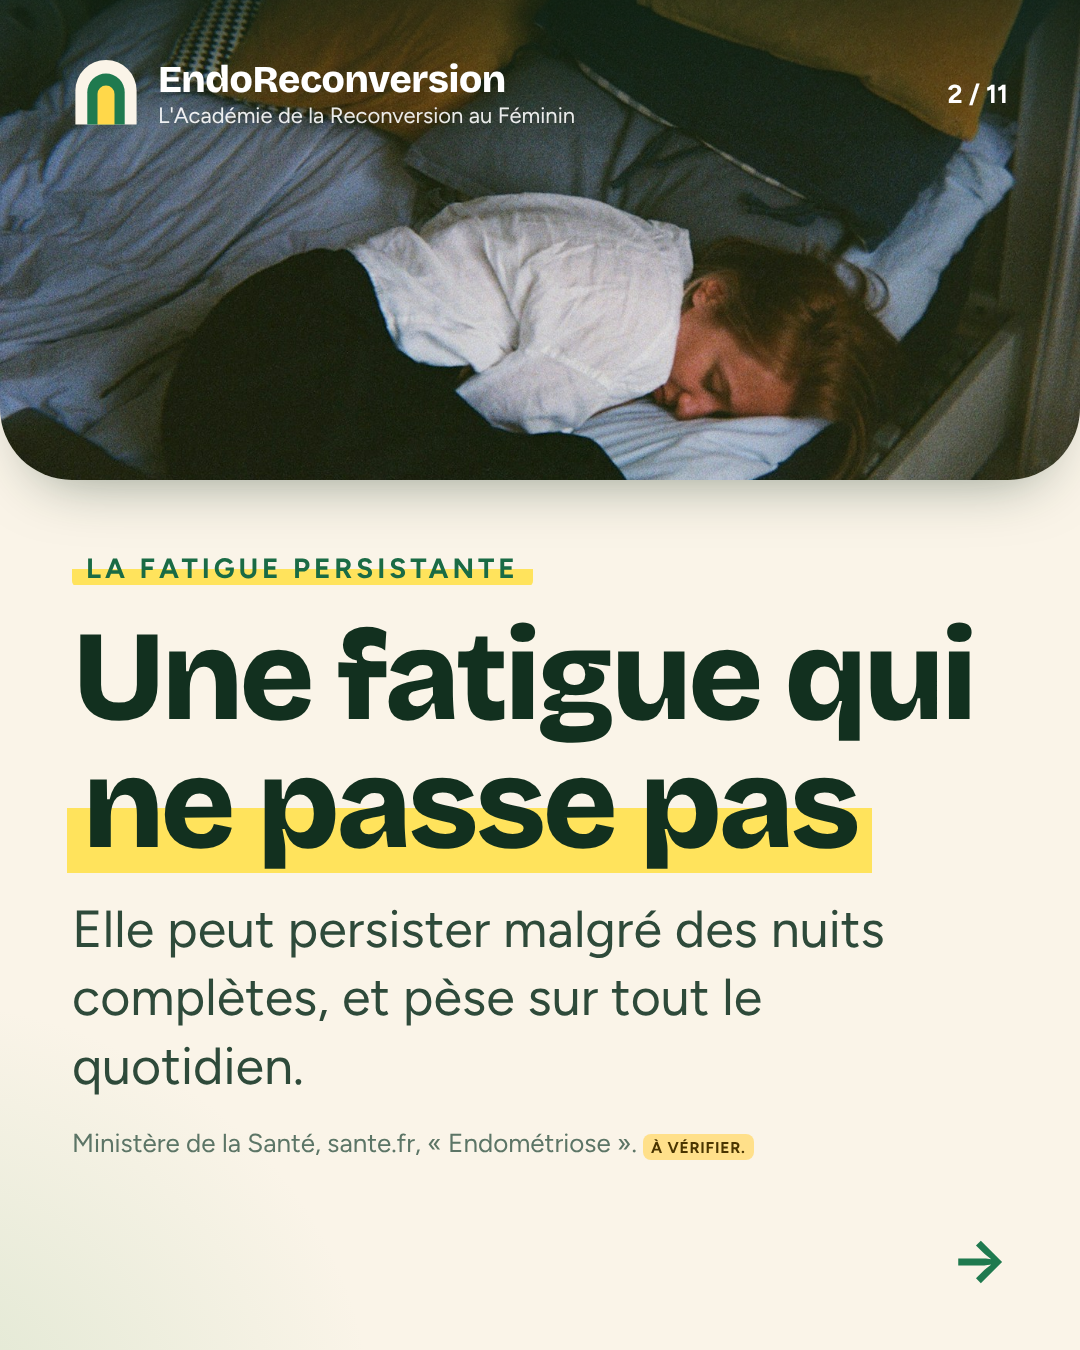 EndoReconversion
L'Académie de la Reconversion au Féminin
2 / 11
LA FATIGUE PERSISTANTE
Une fatigue qui
ne passe pas
Elle peut persister malgré des nuits
complètes, et pèse sur tout le
quotidien.
Ministère de la Santé, sante.fr, « Endométriose ». À VÉRIFIER.